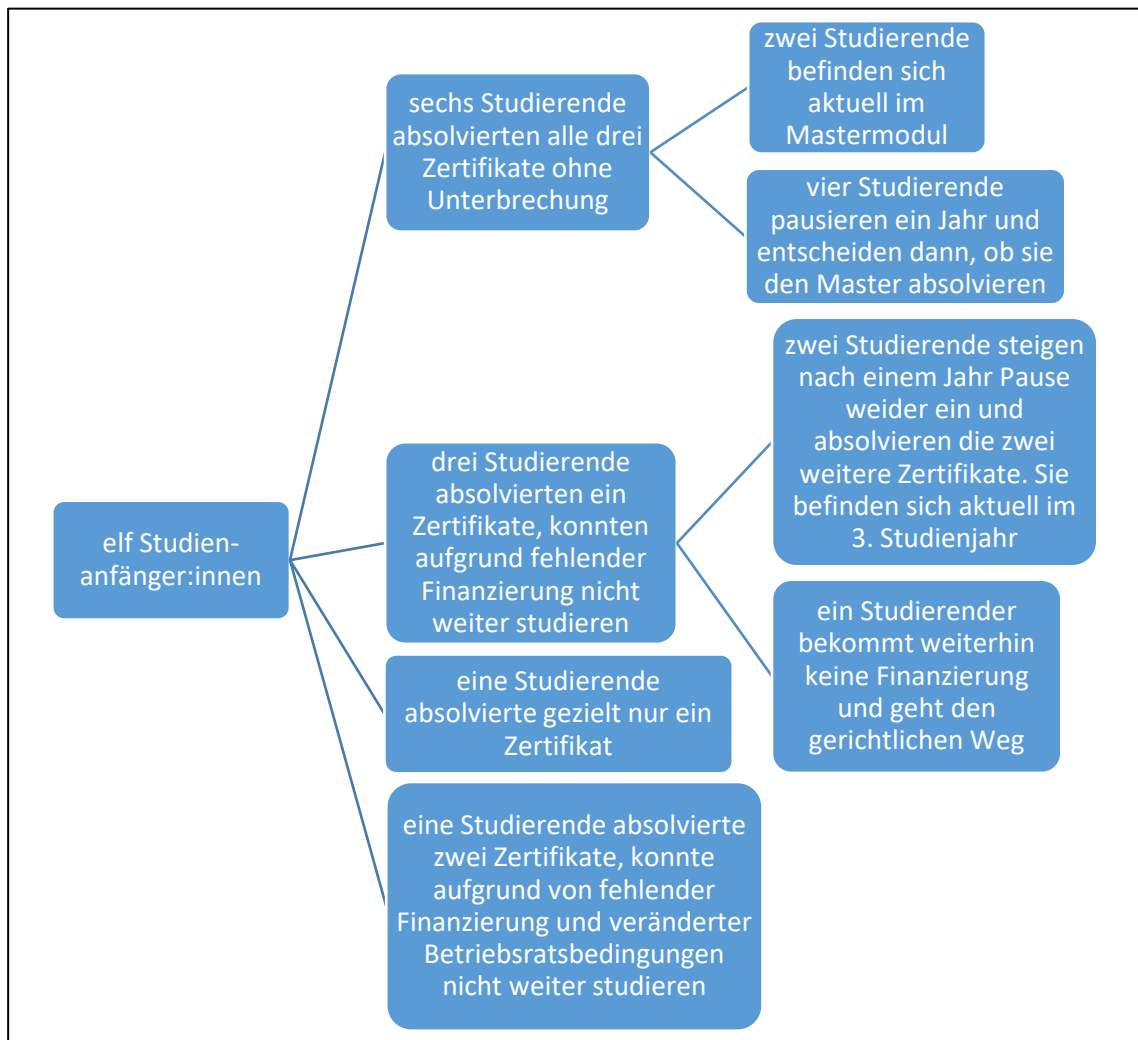 elf Studien-
anfänger:innen
sechs Studierende
absolvierten alle drei
Zertifikate ohne
Unterbrechung
zwei Studierende
befinden sich
aktuell im
Mastermodul
vier Studierende
pausieren ein Jahr und
entscheiden dann, ob sie
den Master absolvieren
drei Studierende
absolvierten ein
Zertifikate, konnten
aufgrund fehlender
Finanzierung nicht
weiter studieren
zwei Studierende steigen
nach einem Jahr Pause
weider ein und
absolvieren die zwei
weitere Zertifikate. Sie
befinden sich aktuell im
3. Studienjahr
ein Studierender
bekommt weiterhin
keine Finanzierung
und geht den
gerichtlichen Weg
eine Studierende
absolvierte gezielt nur ein
Zertifikat
eine Studierende absolvierte
zwei Zertifikate, konnte
aufgrund von fehlender
Finanzierung und veränderter
Betriebsratsbedingungen
nicht weiter studieren